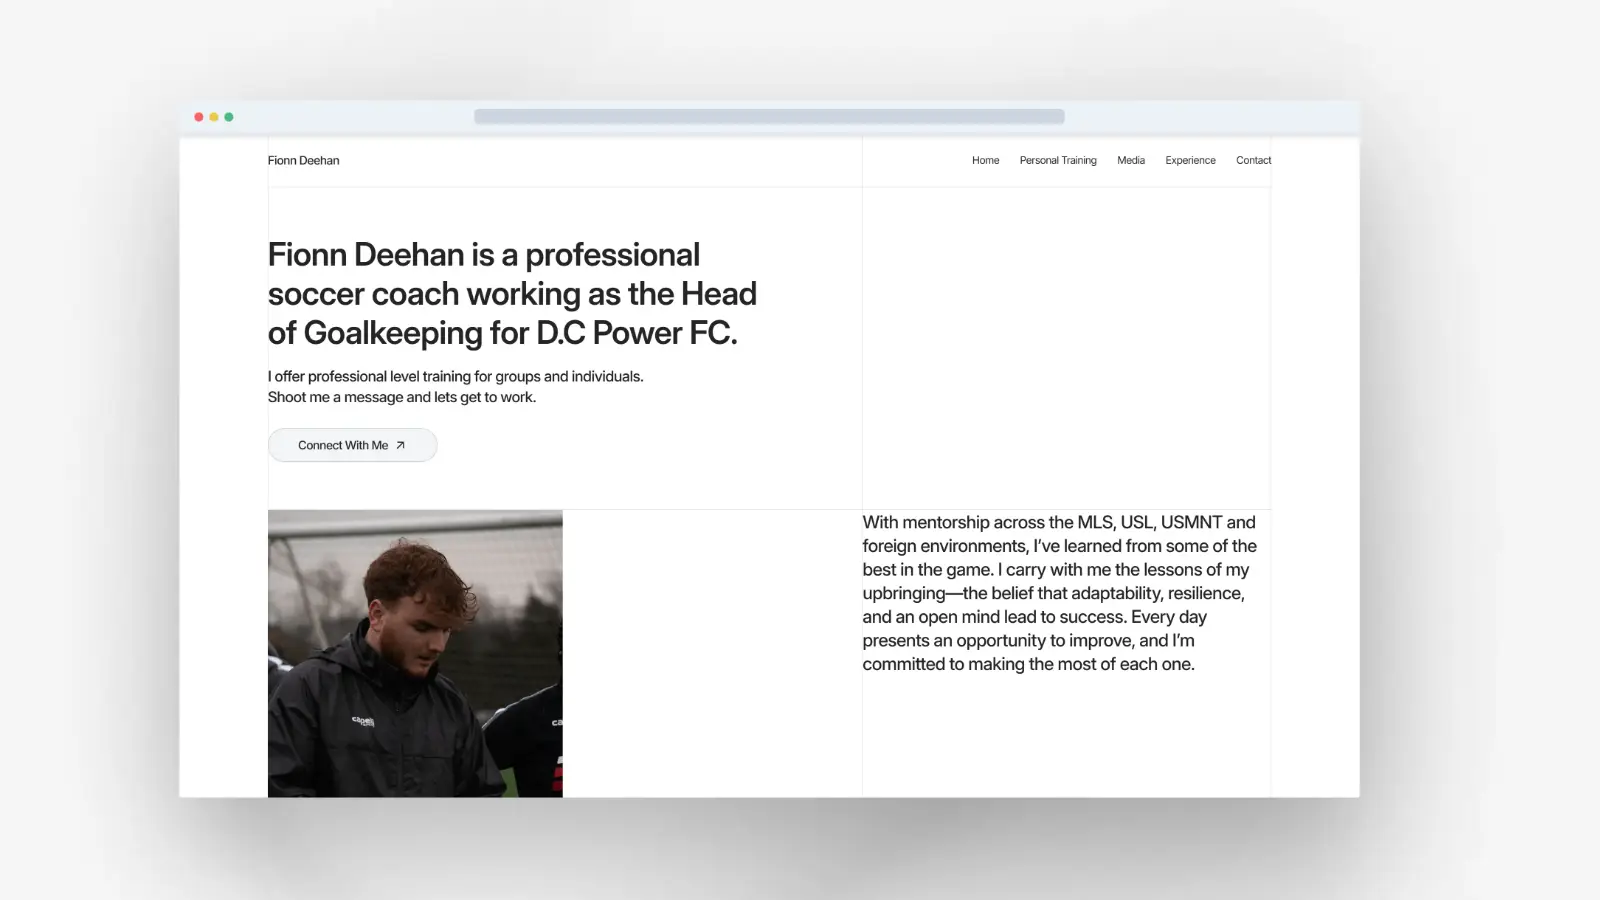 Fionn Deehan
Home
Personal Training
Media
Experience
Contact
Fionn Deehan is a professional
soccer coach working as the Head
of Goalkeeping for D.C Power FC.
I offer professional level training for groups and individuals.
Shoot me a message and lets get to work.
Connect With Me
With mentorship across the MLS, USL, USMNT and
foreign environments, I’ve learned from some of the
best in the game. I carry with me the lessons of my
upbringing—the belief that adaptability, resilience,
and an open mind lead to success. Every day
presents an opportunity to improve, and I’m
committed to making the most of each one.